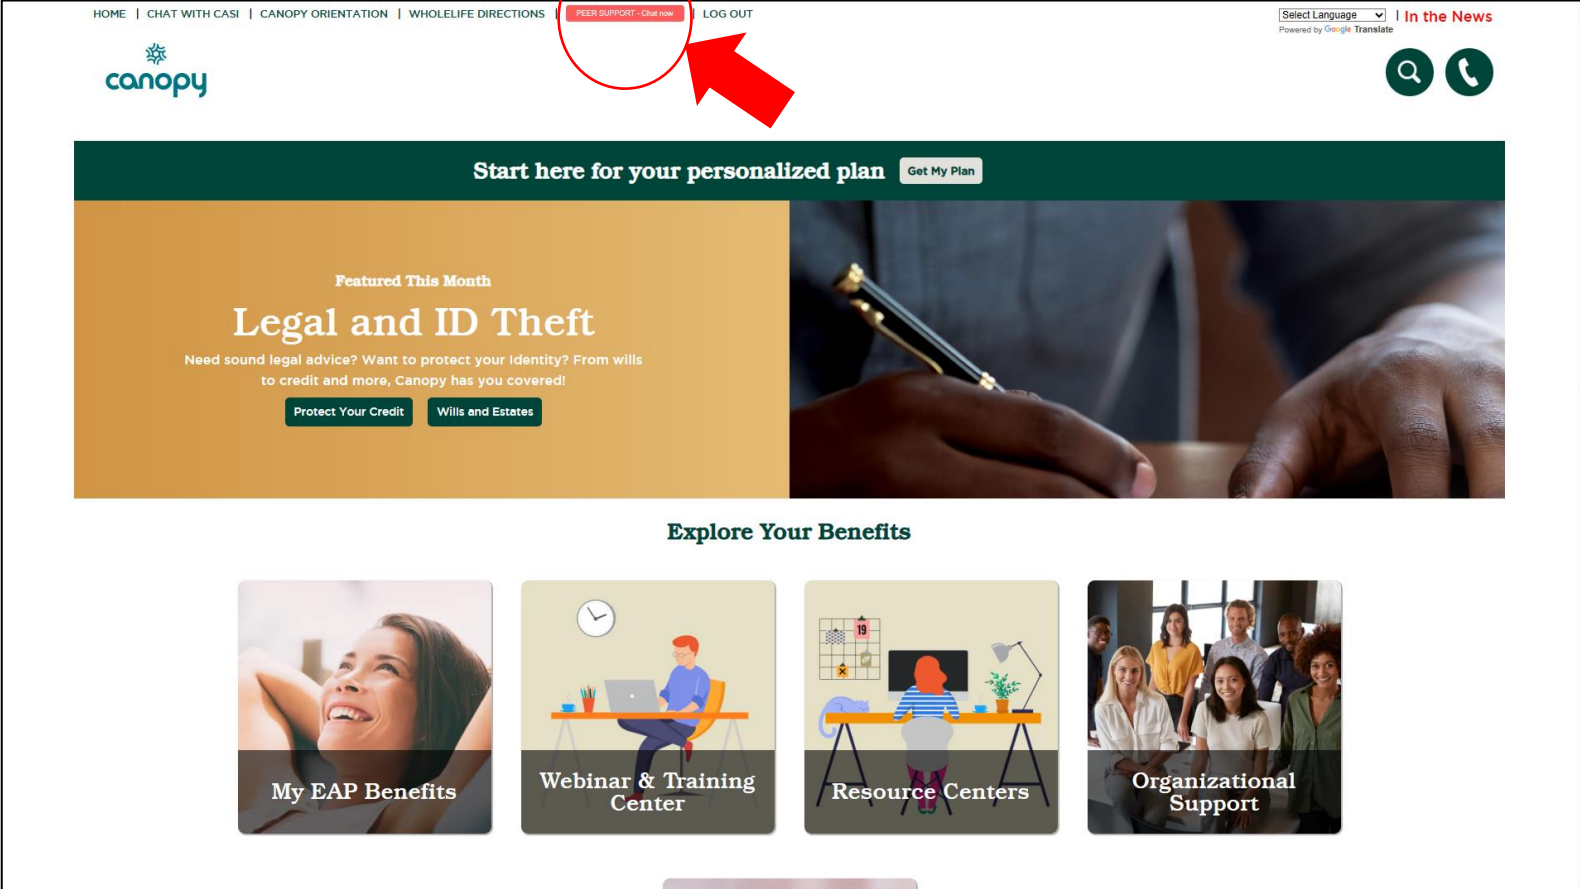 HOME | CHAT WITH CASI | CANOPY ORIENTATION | WHOLELIFE DIRECTIONS | PEER SUPPORT - Chat now | LOG OUT
Select Language | In the News
Powered by Google Translate
canopy
Start here for your personalized plan Get My Plan
Featured This Month
Legal and ID Theft
Need sound legal advice? Want to protect your Identity? From wills
to credit and more, Canopy has you covered!
Protect Your Credit Wills and Estates
Explore Your Benefits
19
My EAP Benefits
Webinar & Training
Center
Resource Centers
Organizational
Support